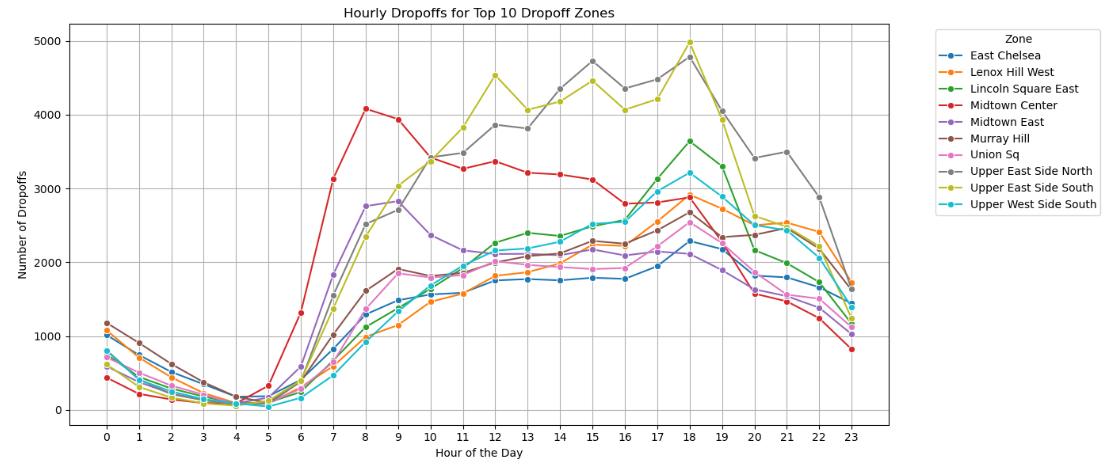 Hourly Dropoffs for Top 10 Dropoff Zones
Number of Dropoffs
5000
4000
3000
2000
1000
0
0 1 2 3 4 5 6 7 8 9 10 11 12 13 14 15 16 17 18 19 20 21 22 23
Hour of the Day
Zone
East Chelsea
Lenox Hill West
Lincoln Square East
Midtown Center
Midtown East
Murray Hill
Union Sq
Upper East Side North
Upper East Side South
Upper West Side South